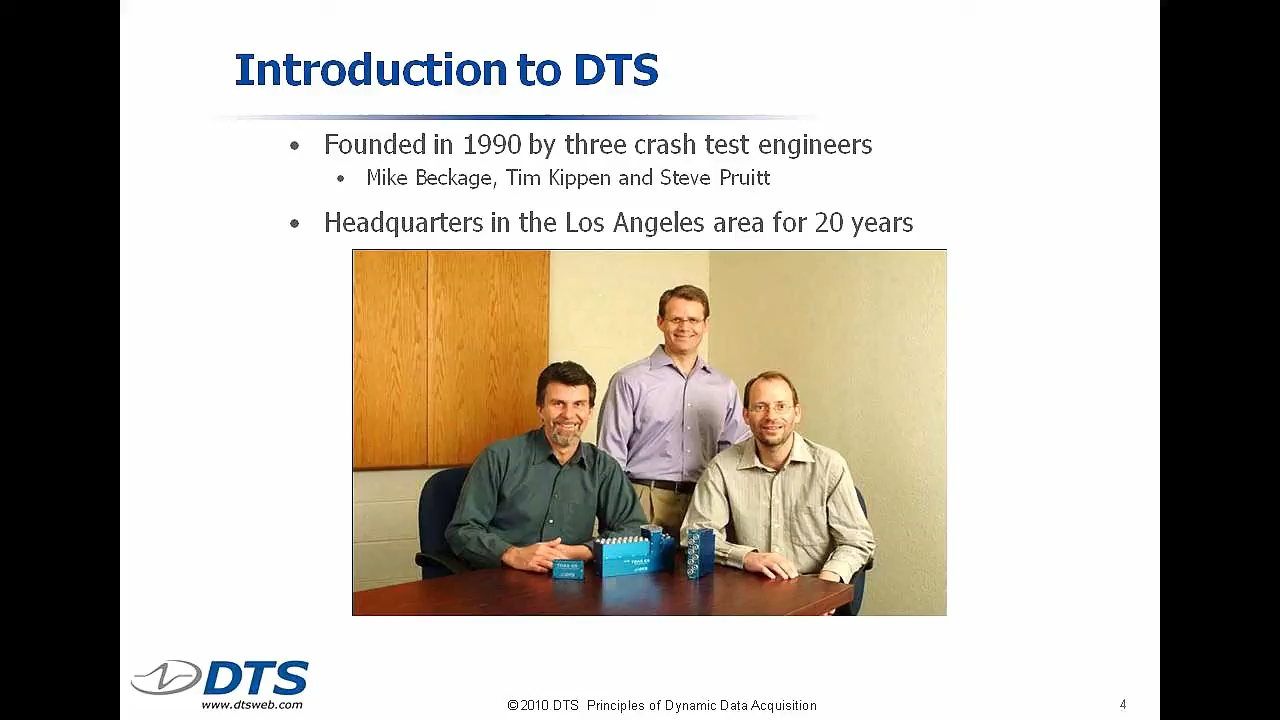 Introduction to DTS
• Founded in 1990 by three crash test engineers
• Mike Beckage, Tim Kippen and Steve Pruitt
• Headquarters in the Los Angeles area for 20 years
DTS
www.dtsweb.com
©2010 DTS Principles of Dynamic Data Acquisition
4